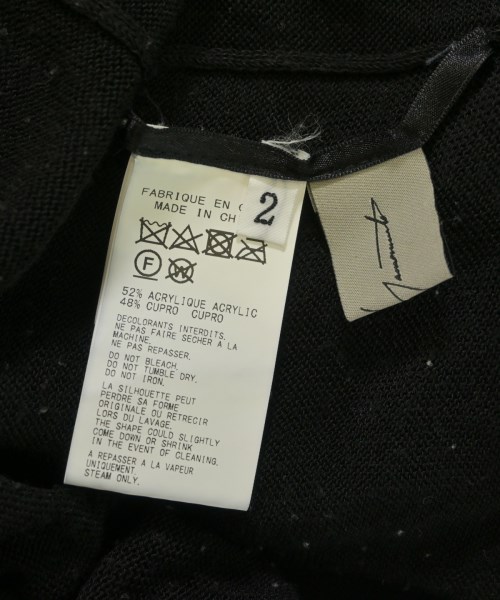 FABRIQUE EN C
MADE IN CH
2
F
W
52% ACRYLIQUE ACRYLIC
48% CUPRO CUPRO
DECOLORANTS INTERDITS.
NE PAS FAIRE SECHER A LA
MACHINE.
NE PAS REPASSER.
DO NOT BLEACH.
DO NOT TUMBLE DRY.
DO NOT IRON.
LA SILHOUETTE PEUT
PERDRE SA FORME
ORIGINALE OU RETRECIR
LORS DU LAVAGE.
THE SHAPE COULD SLIGHTLY
COME DOWN OR SHRINK
IN THE EVENT OF CLEANING.
A REPASSER A LA VAPEUR
UNIQUEMENT
STEAM ONLY.